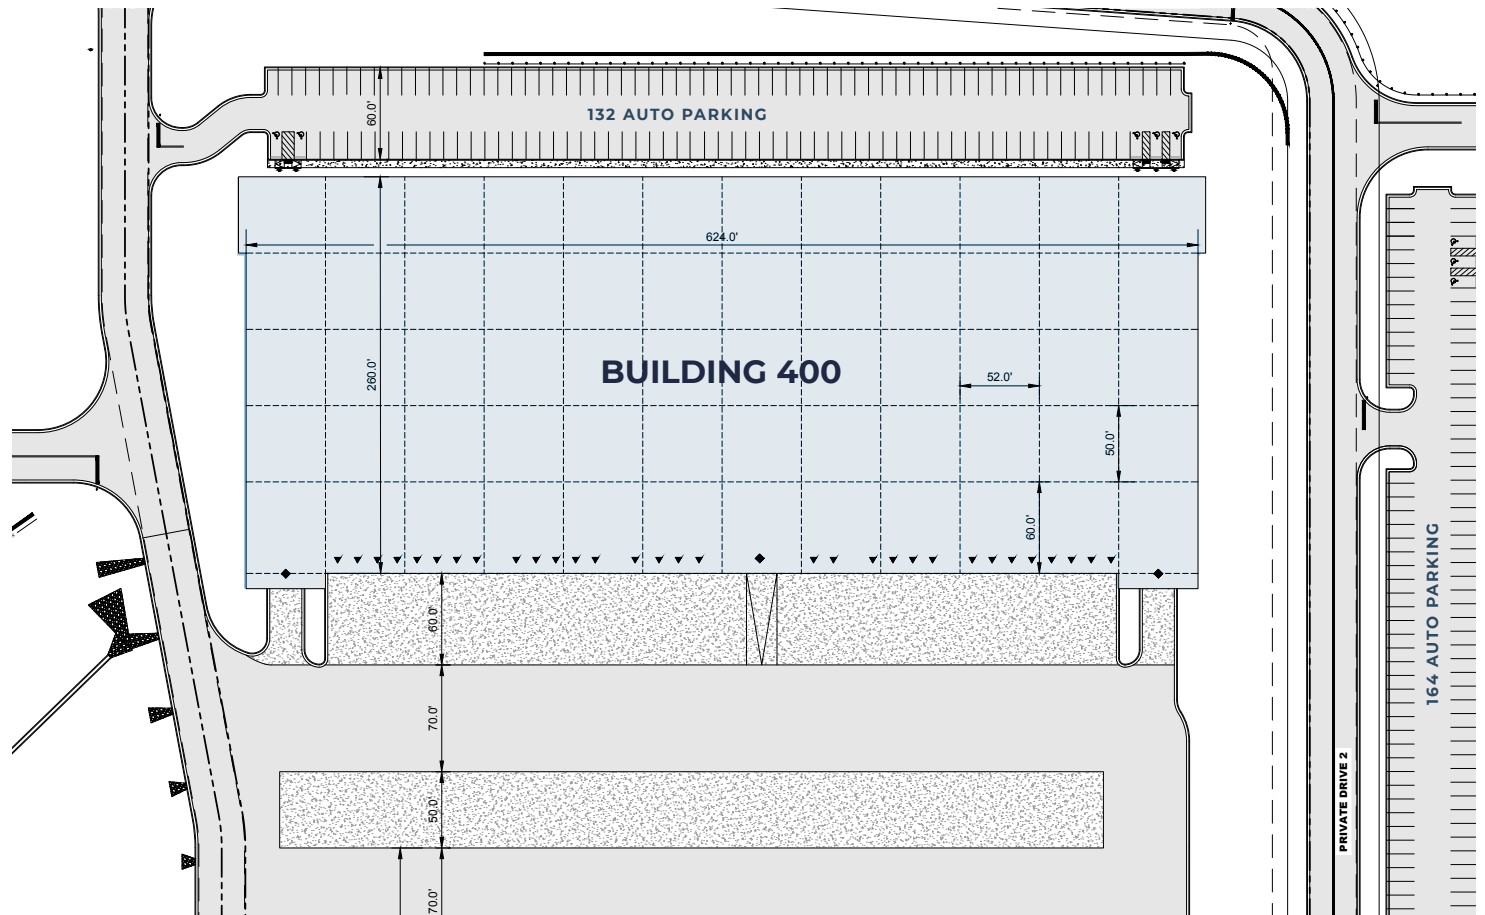 60.0'
132 AUTO PARKING
624.0'
260.0'
BUILDING 400
52.0'
50.0'
60.0'
60.0'
70.0'
50.0'
70.0'
164 AUTO PARKING
PRIVATE DRIVE 2